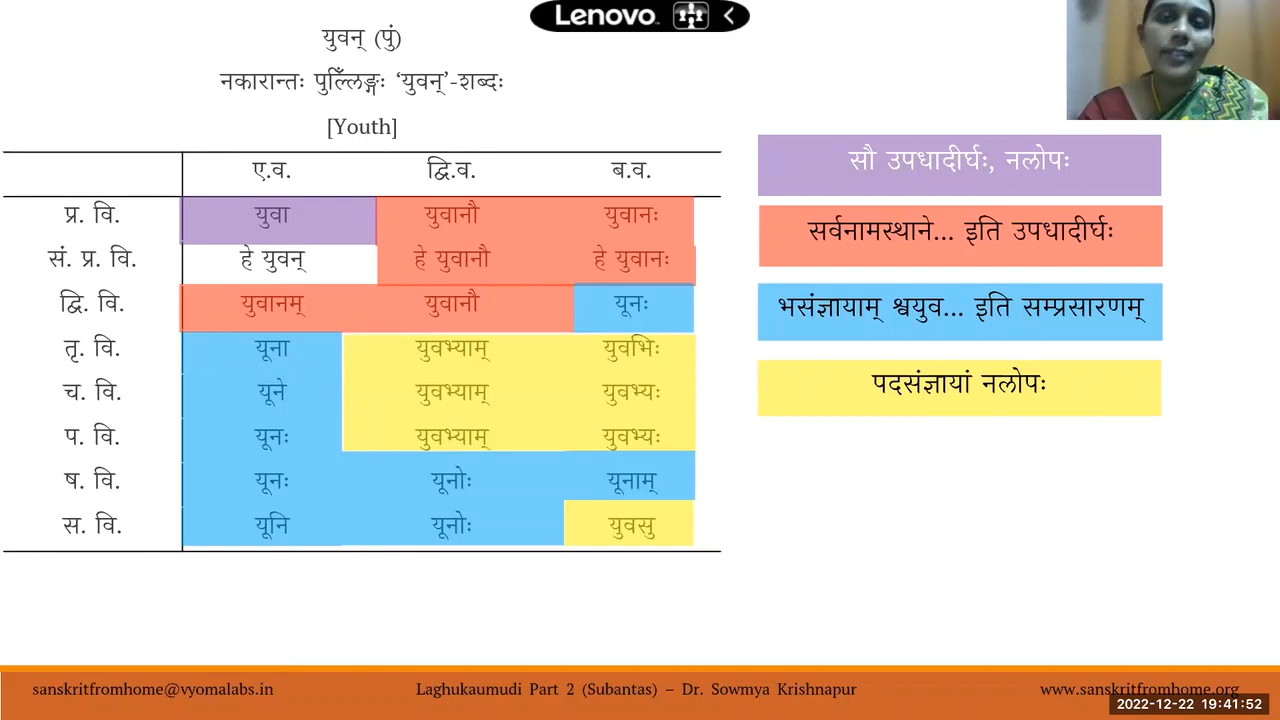 Lenovo
युवन् (पुं)
नकारान्तः पुल्लिँङ्गः ‘युवन्’-शब्दः
[Youth]
ए.व. द्वि.व. ब.व.
प्र. वि. युवा युवानौ युवानः
सं. प्र. वि. हे युवन् हे युवानौ हे युवानः
द्वि. वि. युवानम् युवानौ यूनः
तृ. वि. यूना युवभ्याम् युवभिः
च. वि. यूने युवभ्याम् युवभ्यः
प. वि. यूनः युवभ्याम् युवभ्यः
ष. वि. यूनः यूनोः यूनाम्
स. वि. यूनि यूनोः युवसु
सौ उपधादीर्घः, नलोपः
सर्वनामस्थाने... इति उपधादीर्घः
भसंज्ञायाम् श्वयुव... इति सम्प्रसारणम्
पदसंज्ञायां नलोपः
sanskritfromhome@vyomalabs.in Laghukaumudi Part 2 (Subantas) – Dr. Sowmya Krishnapur www.sanskritfromhome.org
2022-12-22 19:41:52